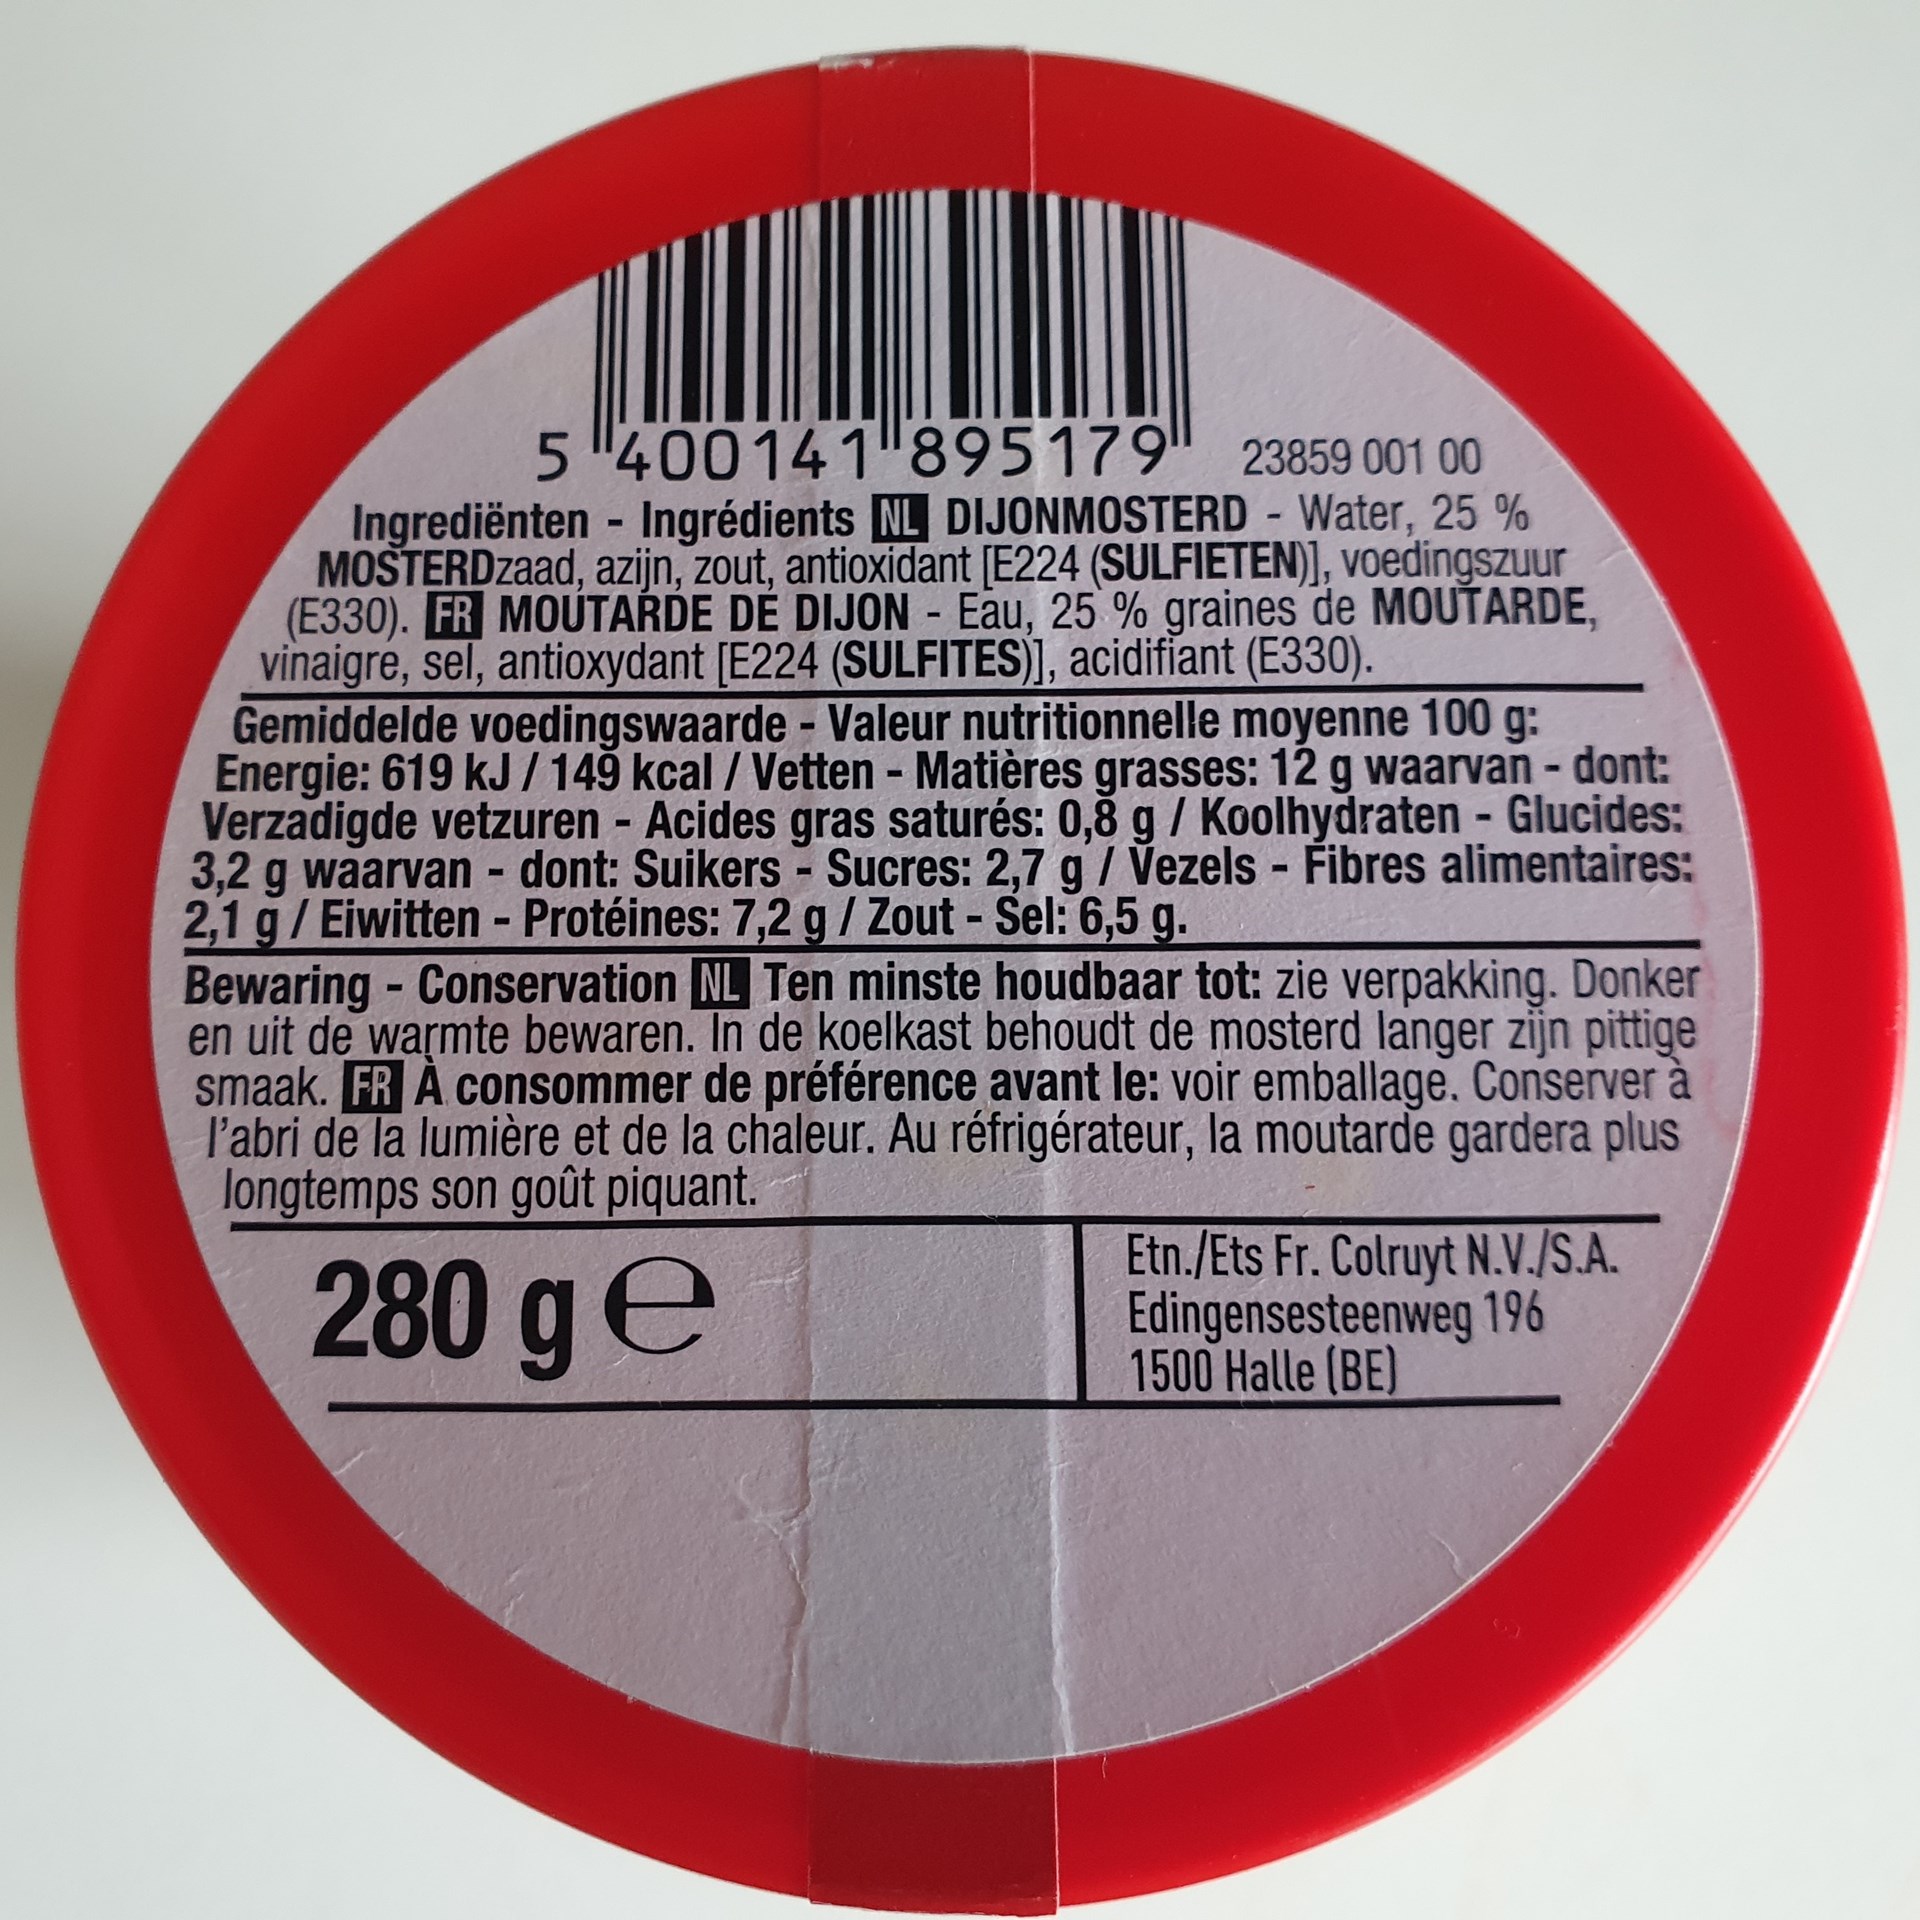 5 400141 895179 23859 001 00
Ingrediënten - Ingrédients NL DIJONMOSTERD - Water, 25 %
MOSTERDzaad, azijn, zout, antioxidant [E224 (SULFIETEN)], voedingszuur
(E330). FR MOUTARDE DE DIJON - Eau, 25 % graines de MOUTARDE,
vinaigre, sel, antioxydant [E224 (SULFITES)], acidifiant (E330).
Gemiddelde voedingswaarde - Valeur nutritionnelle moyenne 100 g:
Energie: 619 kJ / 149 kcal / Vetten - Matières grasses: 12 g waarvan - dont:
Verzadigde vetzuren - Acides gras saturés: 0,8 g / Koolhydraten - Glucides:
3,2 g waarvan - dont: Suikers - Sucres: 2,7 g / Vezels - Fibres alimentaires:
2,1 g / Eiwitten - Protéines: 7,2 g / Zout - Sel: 6,5 g.
Bewaring - Conservation NL Ten minste houdbaar tot: zie verpakking. Donker
en uit de warmte bewaren. In de koelkast behoudt de mosterd langer zijn pittige
smaak. FR À consommer de préférence avant le: voir emballage. Conserver à
l'abri de la lumière et de la chaleur. Au réfrigérateur, la moutarde gardera plus
longtemps son goût piquant.
280 g e
Etn./Ets Fr. Colruyt N.V./S.A.
Edingensesteenweg 196
1500 Halle (BE)